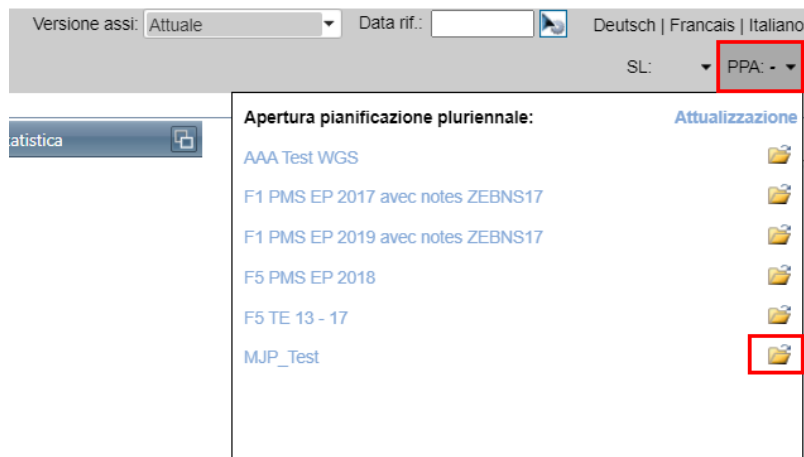 Versione assi: Attuale Data rif.: Deutsch | Francais | Italiano
SL: PPA: -
atistica
Apertura pianificazione pluriennale: Attualizzazione
AAA Test WGS
F1 PMS EP 2017 avec notes ZEBNS17
F1 PMS EP 2019 avec notes ZEBNS17
F5 PMS EP 2018
F5 TE 13 - 17
MJP_Test